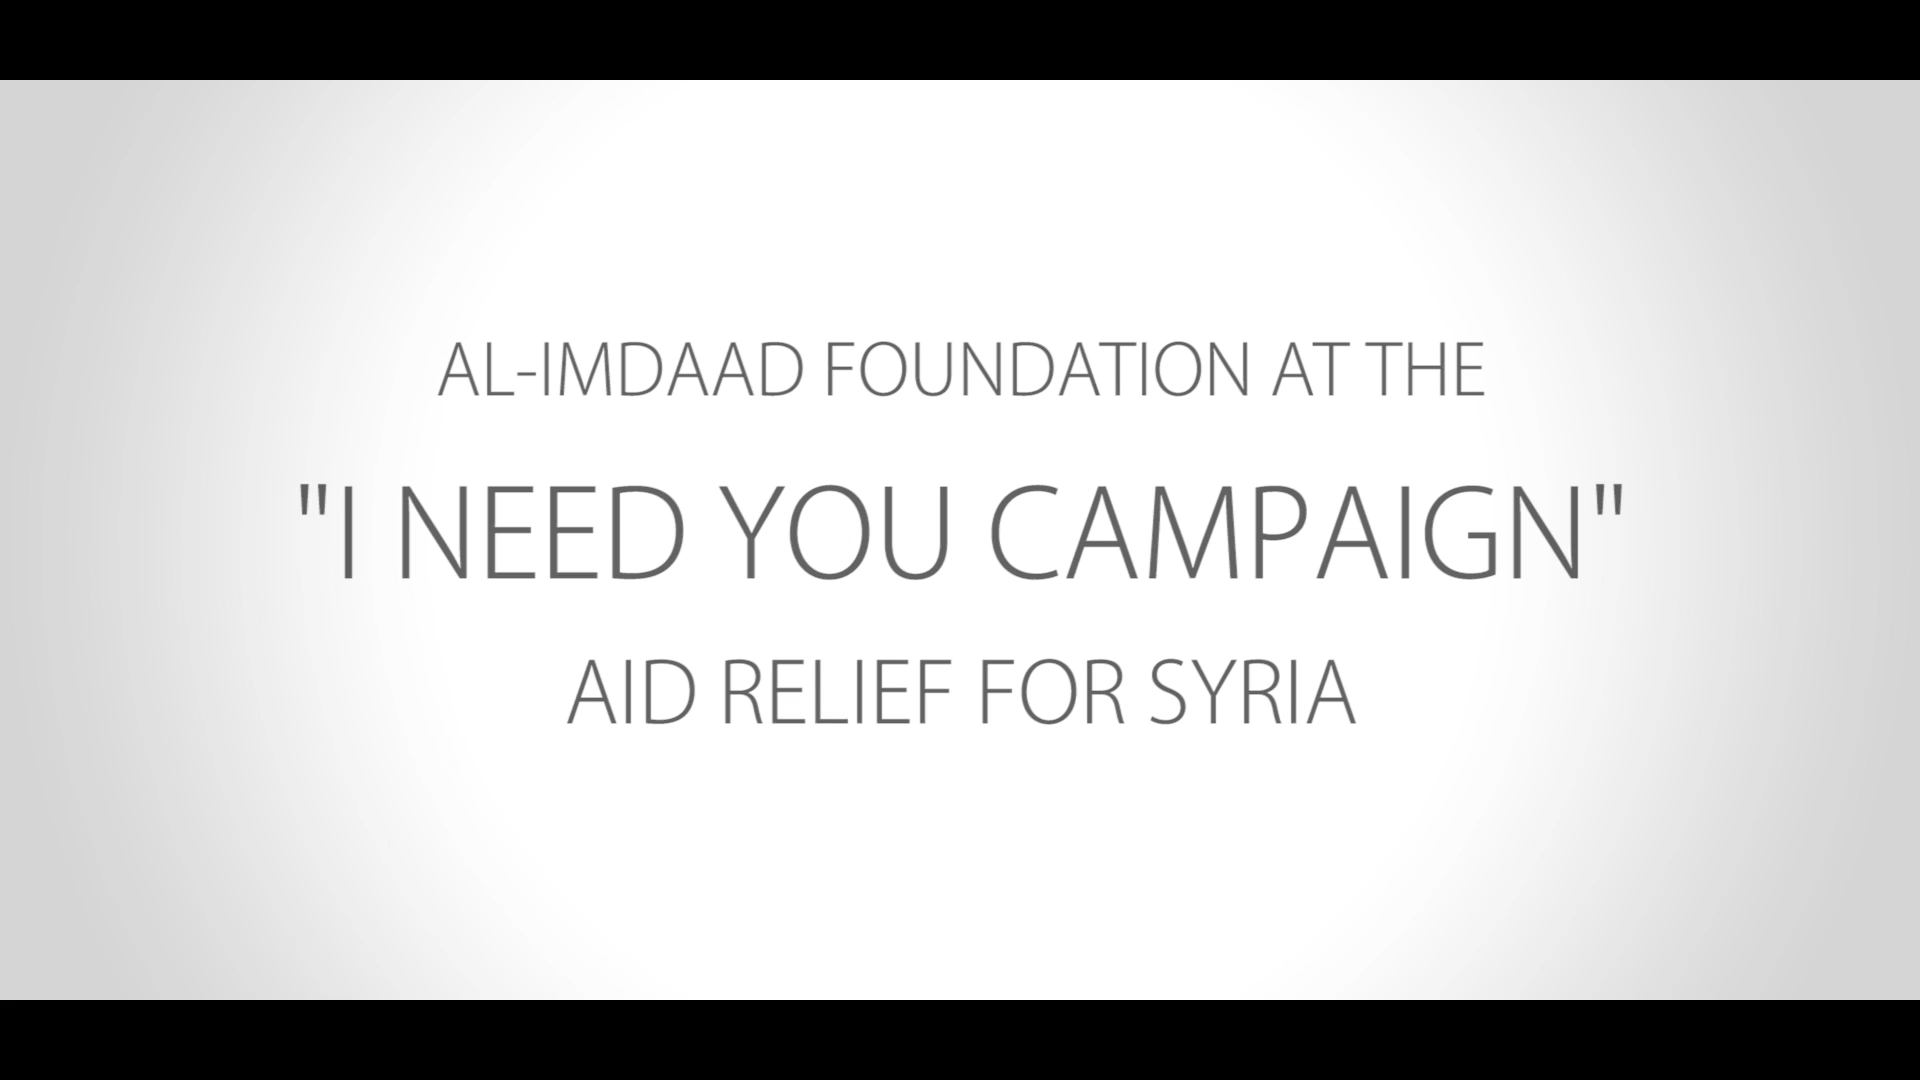 AL-IMDAAD FOUNDATION AT THE
"I NEED YOU CAMPAIGN"
AID RELIEF FOR SYRIA